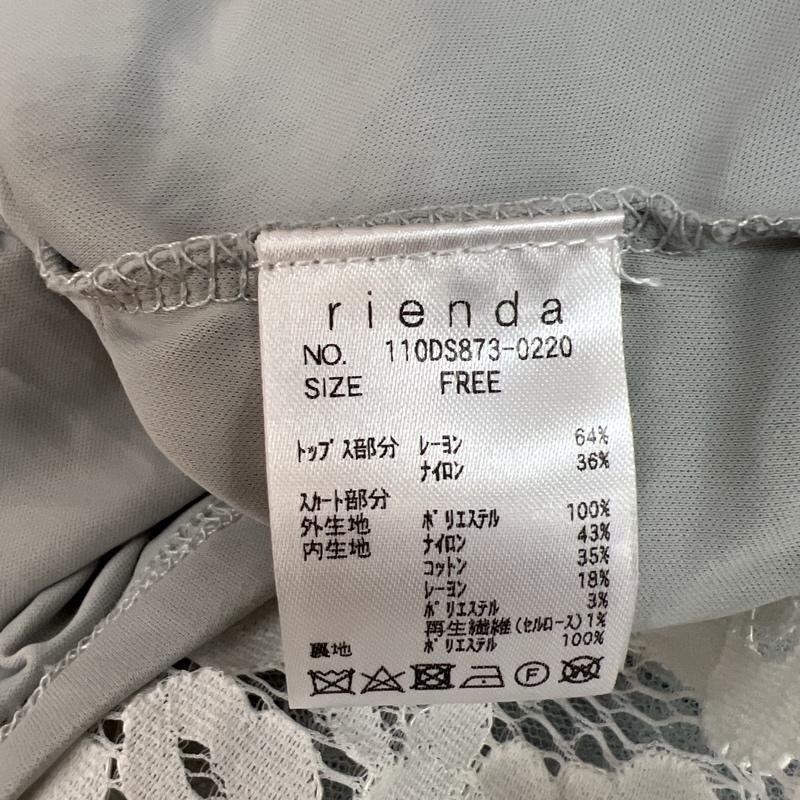 rienda
NO. 110DS873-0220
SIZE FREE
トップス部分 レーヨン 64%
ナイロン 36%
スカート部分
外生地 ポリエステル 100%
内生地 ナイロン 43%
コットン 35%
レーヨン 18%
ポリエステル 3%
再生繊維(セルロース) 1%
裏地 ポリエステル 100%
F W